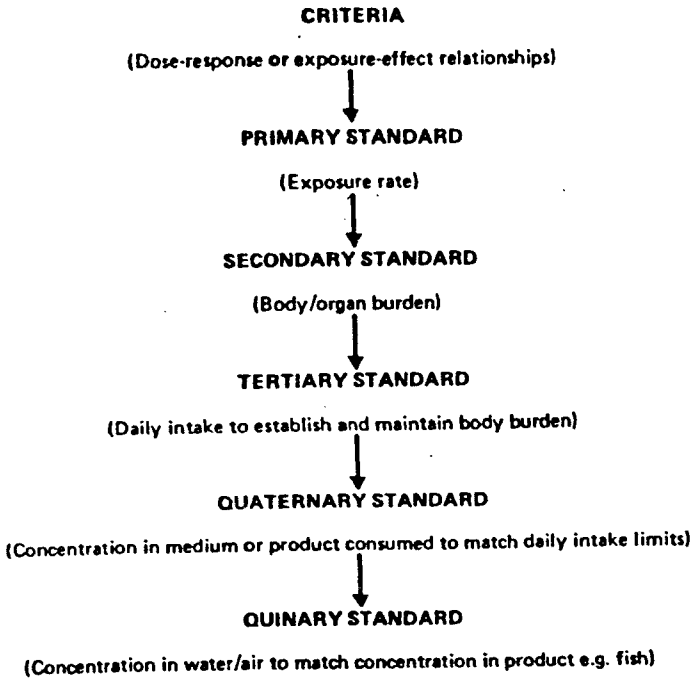 CRITERIA
(Dose-response or exposure-effect relationships)
PRIMARY STANDARD
(Exposure rate)
SECONDARY STANDARD
(Body/organ burden)
TERTIARY STANDARD
(Daily intake to establish and maintain body burden)
QUATERNARY STANDARD
(Concentration in medium or product consumed to match daily intake limits)
QUINARY STANDARD
(Concentration in water/air to match concentration in product e.g. fish)